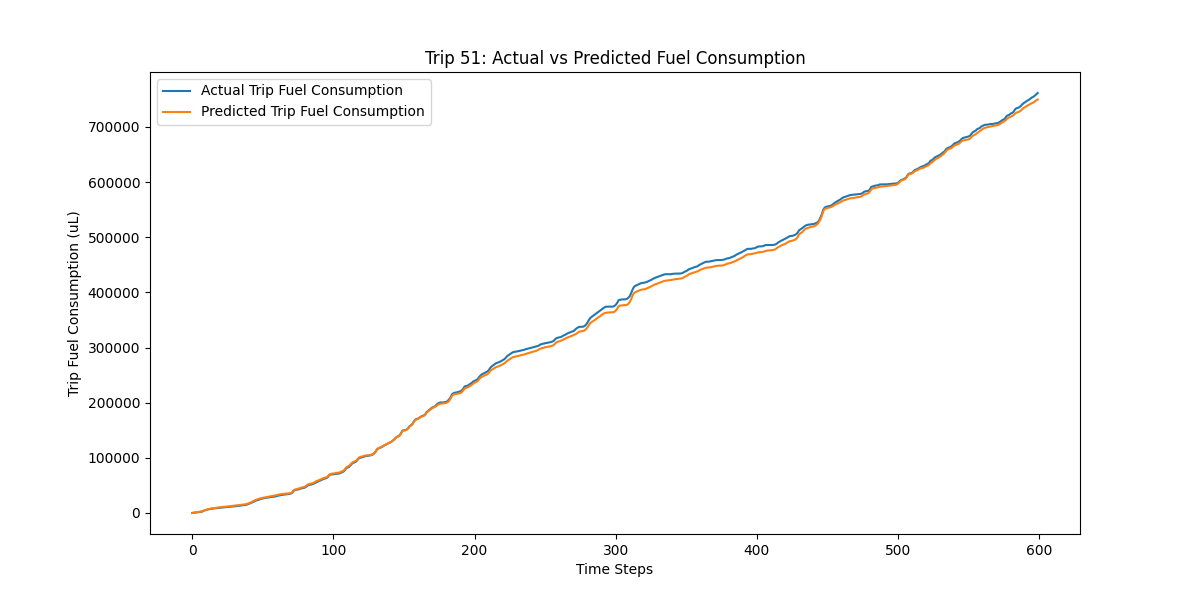 Trip 51: Actual vs Predicted Fuel Consumption
Actual Trip Fuel Consumption
Predicted Trip Fuel Consumption
Trip Fuel Consumption (uL)
700000
600000
500000
400000
300000
200000
100000
0
0 100 200 300 400 500 600
Time Steps